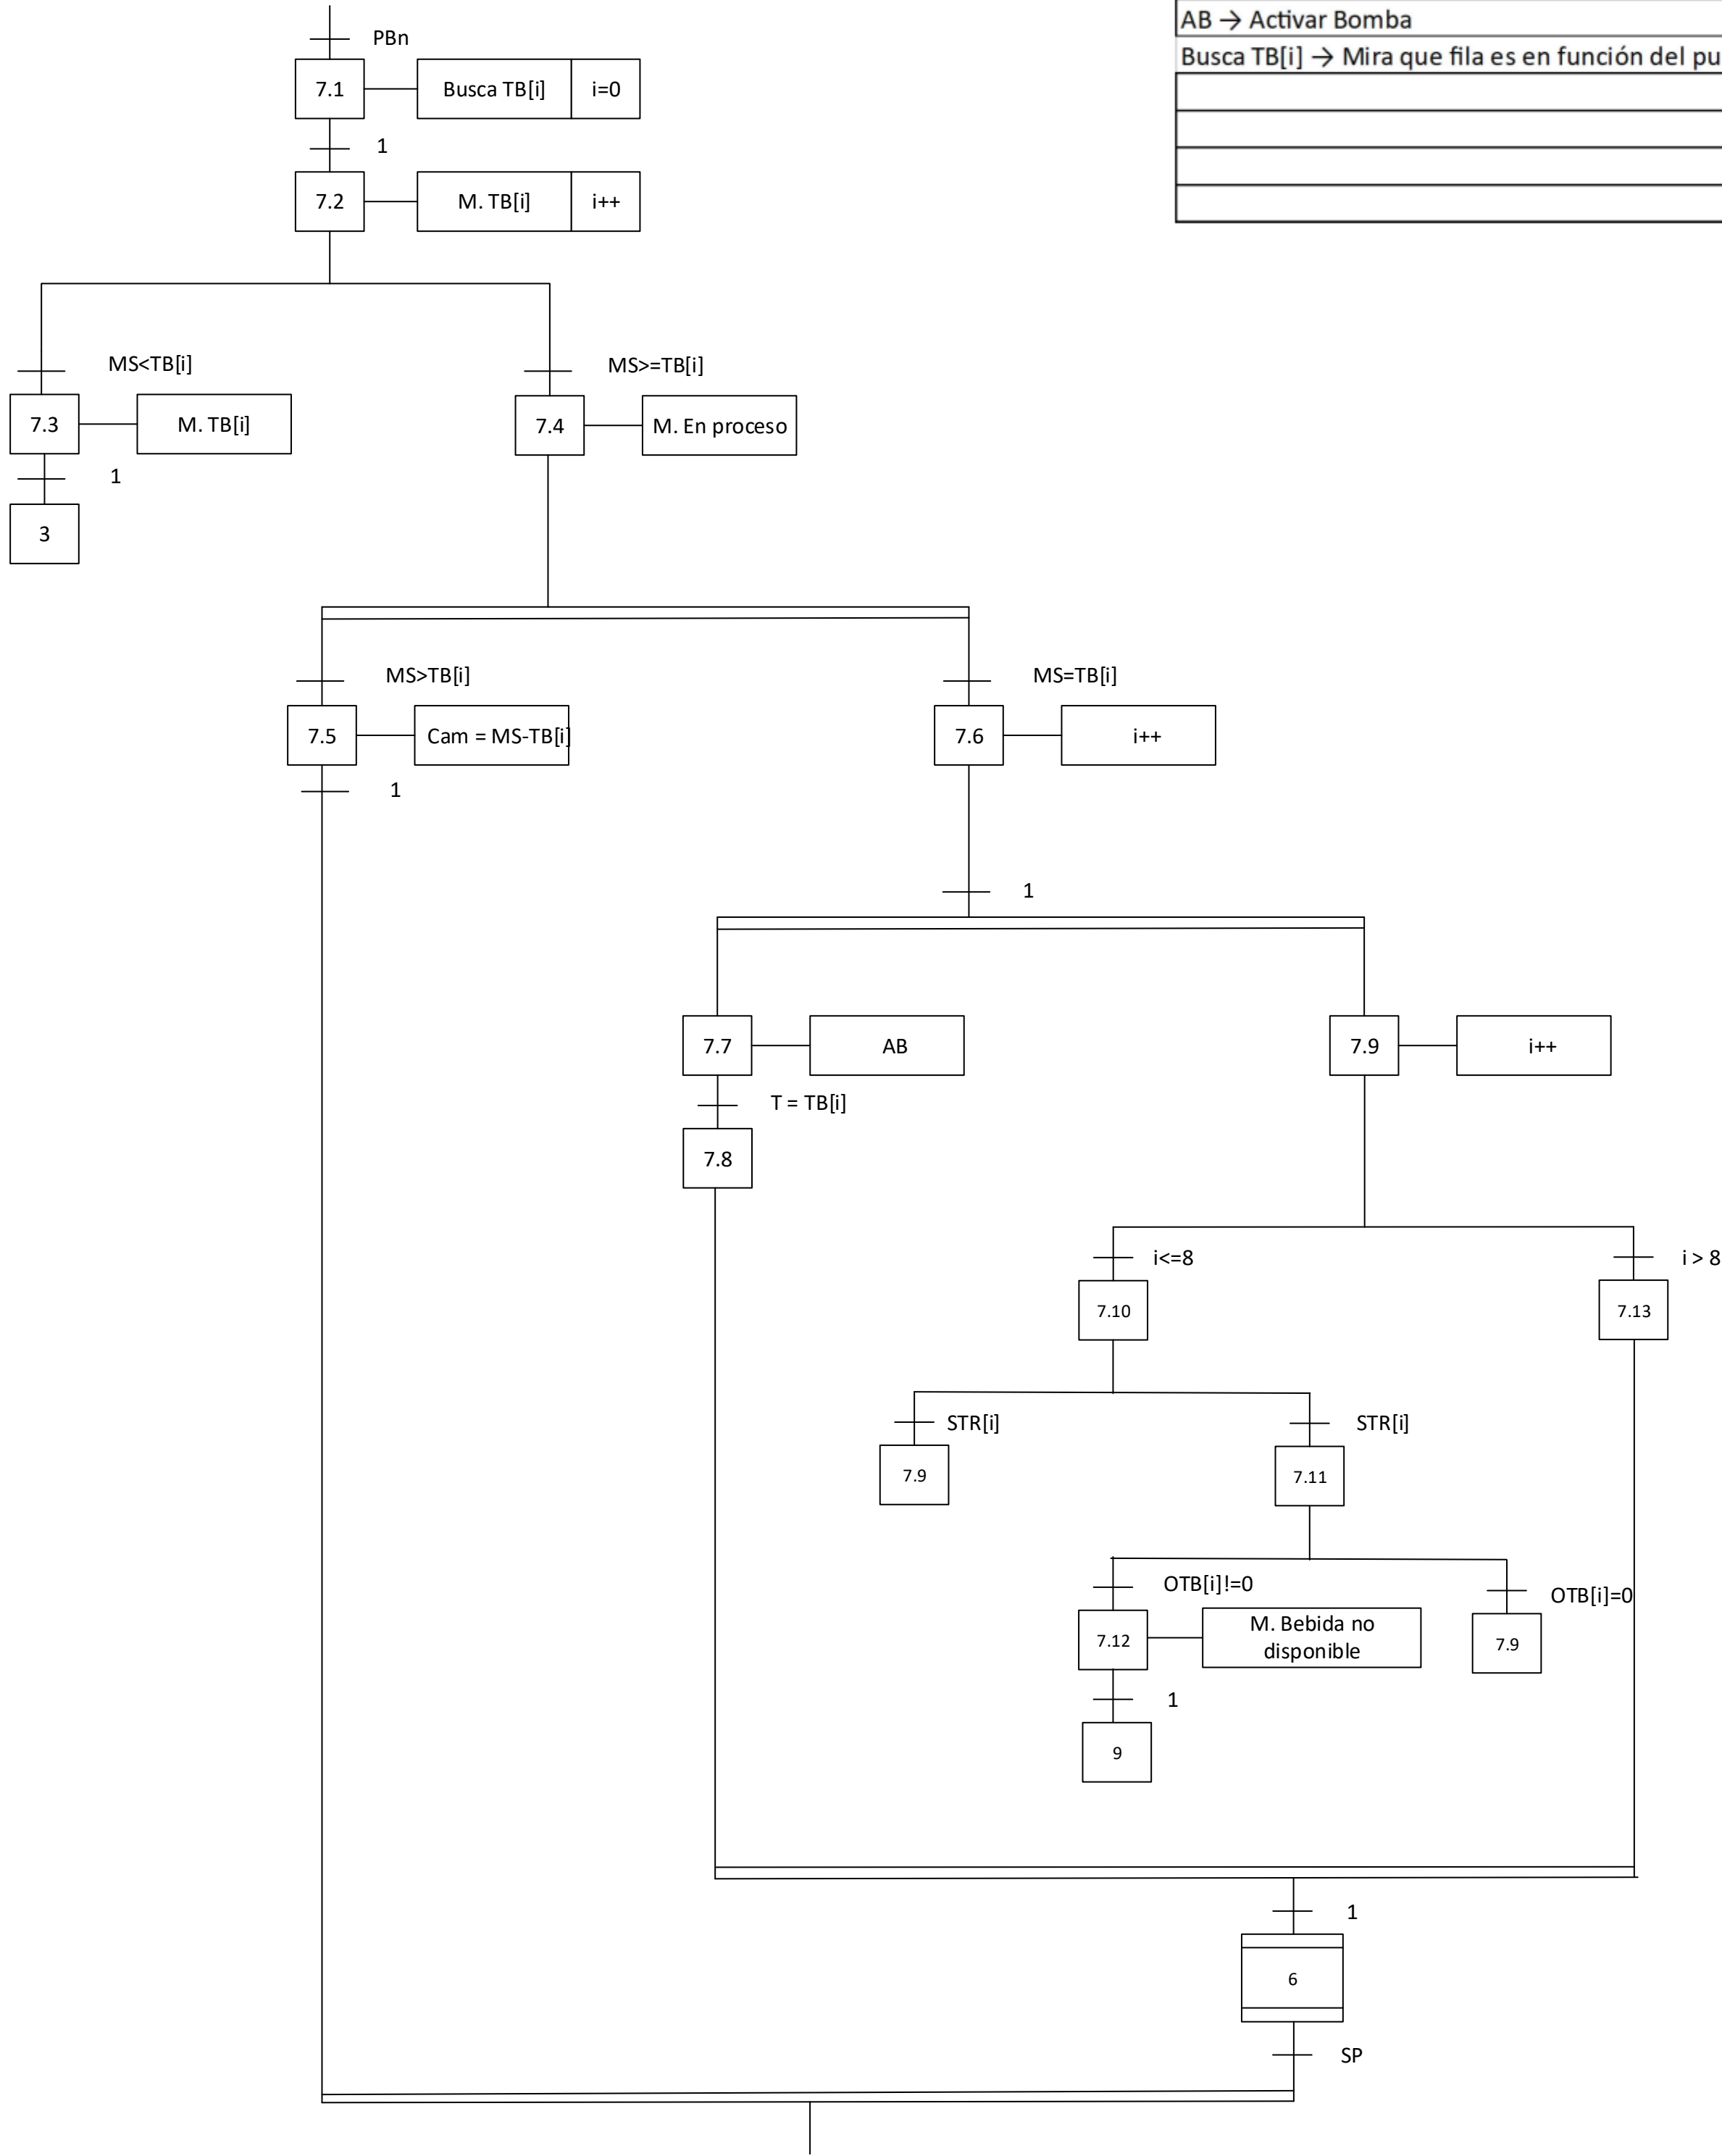 AB → Activar Bomba
Busca TB[i] → Mira que fila es en función del pu
PBn
7.1
Busca TB[i]
i=0
1
7.2
M. TB[i]
i++
MS<TB[i]
MS>=TB[i]
7.3
M. TB[i]
7.4
M. En proceso
1
3
MS>TB[i]
MS=TB[i]
7.5
Cam = MS-TB[i]
7.6
i++
1
1
7.7
AB
7.9
i++
T = TB[i]
7.8
i<=8
i > 8
7.10
7.13
STR[i]
STR[i]
7.9
7.11
OTB[i]!=0
OTB[i]=0
7.12
M. Bebida no
disponible
7.9
1
9
1
6
SP